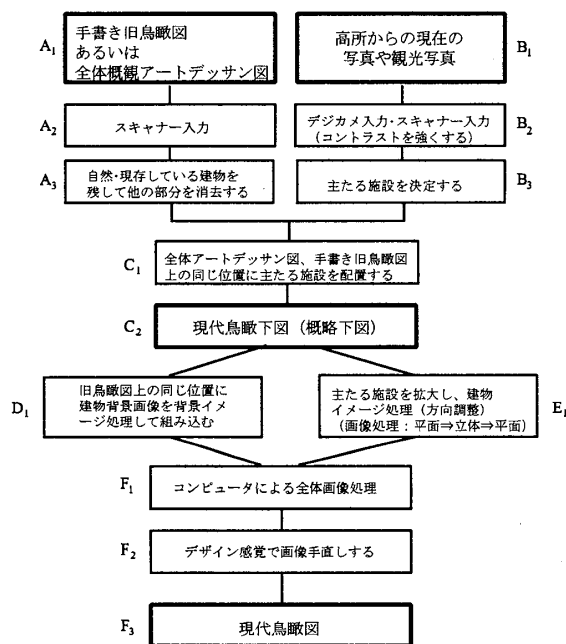 A₁
手書き旧鳥瞰図
あるいは
全体概観アートデッサン図
高所からの現在の
写真や観光写真
B₁
A₂
スキャナー入力
デジカメ入力・スキャナー入力
(コントラストを強くする)
B₂
A₃
自然・現存している建物を
残して他の部分を消去する
主たる施設を決定する
B₃
C₁
全体アートデッサン図、手書き旧鳥瞰図
上の同じ位置に主たる施設を配置する
C₂
現代鳥瞰下図(概略下図)
D₁
旧鳥瞰図上の同じ位置に
建物背景画像を背景イメ
ージ処理して組み込む
主たる施設を拡大し、建物
イメージ処理(方向調整)
(画像処理:平面⇒立体⇒平面)
E₁
F₁
コンピュータによる全体画像処理
F₂
デザイン感覚で画像手直しする
F₃
現代鳥瞰図